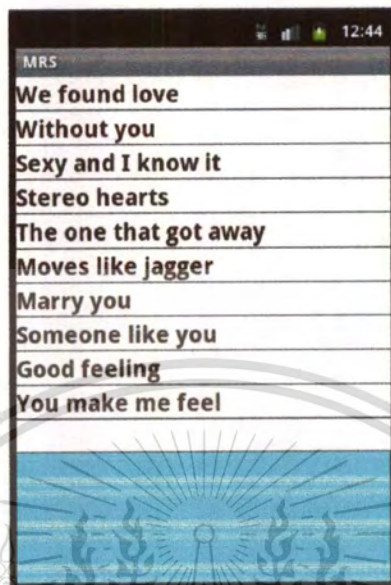 12:44
MRS
We found love
Without you
Sexy and I know it
Stereo hearts
The one that got away
Moves like jagger
Marry you
Someone like you
Good feeling
You make me feel